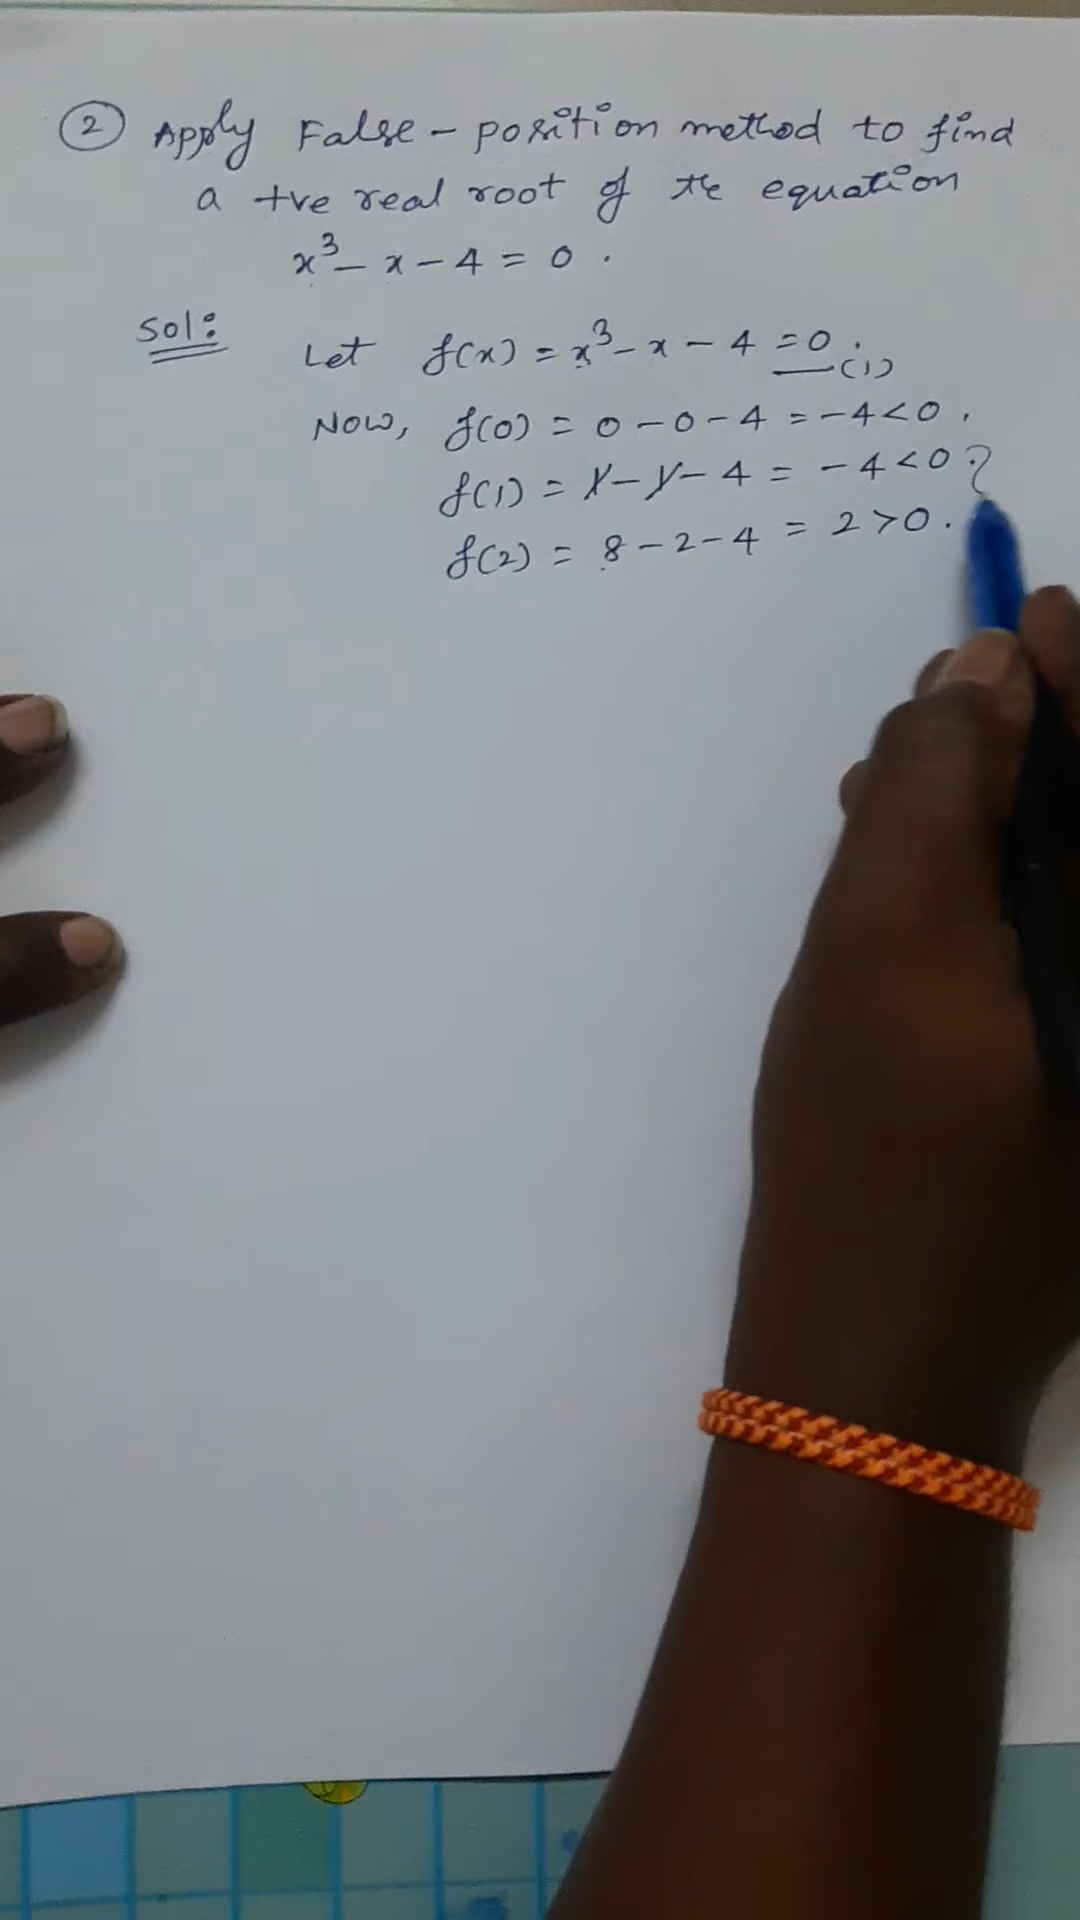 ② Apply False-position method to find
a +ve real root of the equation
x³ - x - 4 = 0 .
Sol:
Let f(x) = x³ - x - 4 = 0 . (1)
Now, f(0) = 0 - 0 - 4 = -4 < 0 .
f(1) = 1 - 1 - 4 = -4 < 0 .
f(2) = 8 - 2 - 4 = 2 > 0 .